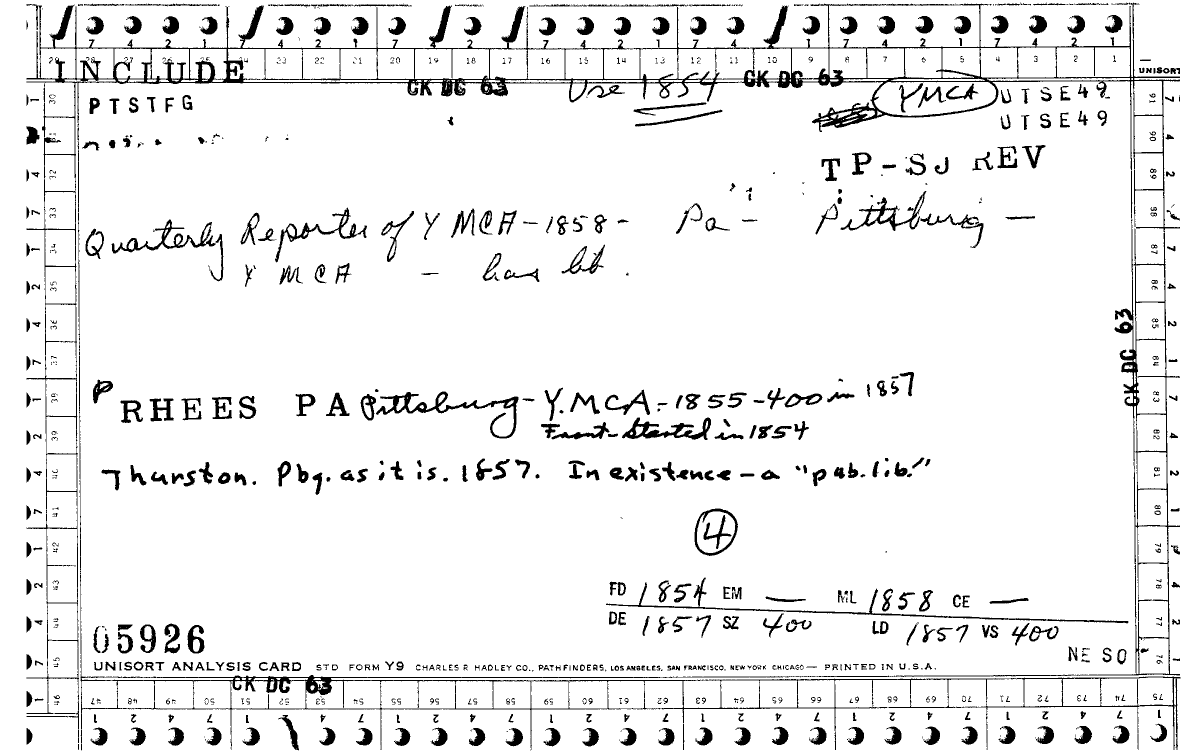 INCLUDE
CK DC 63
Use 1854
CK DC 63
YMCA
UTSE49
UTSE49
PTSTFG
TP-SJ REV
Quarterly Reporter of YMCA-1858- Pa - Pittsburg -
YMCA - has lib.
CK DC 63
P RHEES PA Pittsburg- Y.MCA.-1855-400 in 1857
Front-Started in 1854
Thurston. Pbg. as it is. 1857. In existence - a "pub. lib."
4
FD 1854 EM — ML 1858 CE —
DE 1857 SZ 400 LD 1857 VS 400
05926
NE SO
UNISORT ANALYSIS CARD STD FORM Y9 CHARLES R HADLEY CO., PATHFINDERS, LOS ANGELES, SAN FRANCISCO, NEW YORK CHICAGO — PRINTED IN U.S.A.
CK DC 63